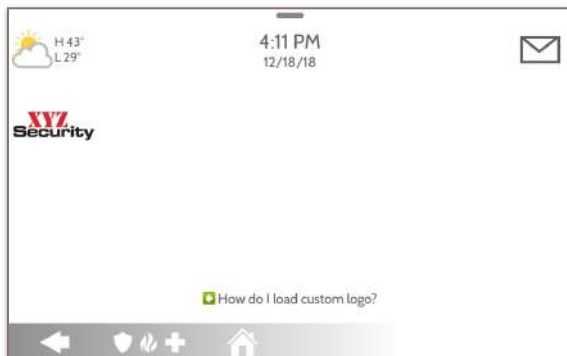 H 43°
L 29°
4:11 PM
12/18/18
XYZ
Security
How do I load custom logo?